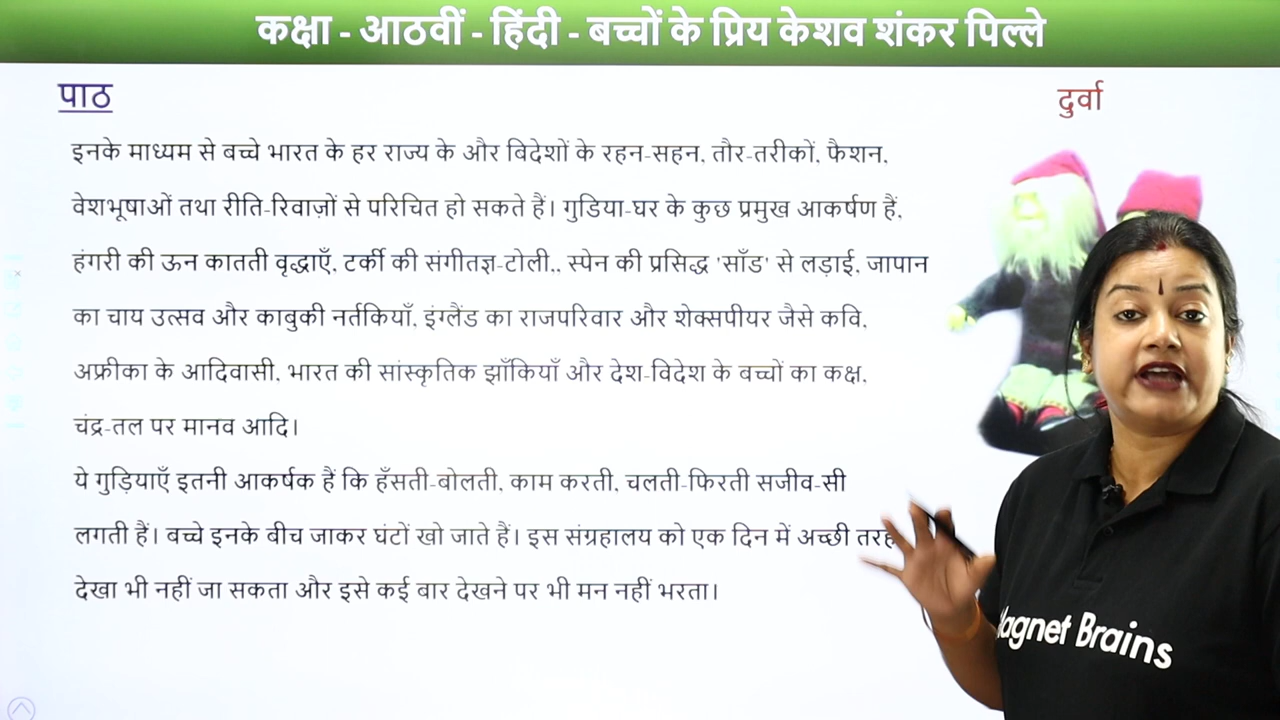 कक्षा - आठवीं - हिंदी - बच्चों के प्रिय केशव शंकर पिल्ले
पाठ
दुर्वा
इनके माध्यम से बच्चे भारत के हर राज्य के और विदेशों के रहन-सहन, तौर-तरीकों, फैशन,
वेशभूषाओं तथा रीति-रिवाज़ों से परिचित हो सकते हैं। गुडिया-घर के कुछ प्रमुख आकर्षण हैं,
हंगरी की ऊन कातती वृद्धाएँ, टर्की की संगीतज्ञ-टोली,, स्पेन की प्रसिद्ध 'साँड' से लड़ाई, जापान
का चाय उत्सव और काबुकी नर्तकियाँ, इंग्लैंड का राजपरिवार और शेक्सपीयर जैसे कवि,
अफ्रीका के आदिवासी, भारत की सांस्कृतिक झाँकियाँ और देश-विदेश के बच्चों का कक्ष,
चंद्र-तल पर मानव आदि।
ये गुड़ियाएँ इतनी आकर्षक हैं कि हँसती-बोलती, काम करती, चलती-फिरती सजीव-सी
लगती हैं। बच्चे इनके बीच जाकर घंटों खो जाते हैं। इस संग्रहालय को एक दिन में अच्छी तरह
देखा भी नहीं जा सकता और इसे कई बार देखने पर भी मन नहीं भरता।
Magnet Brains